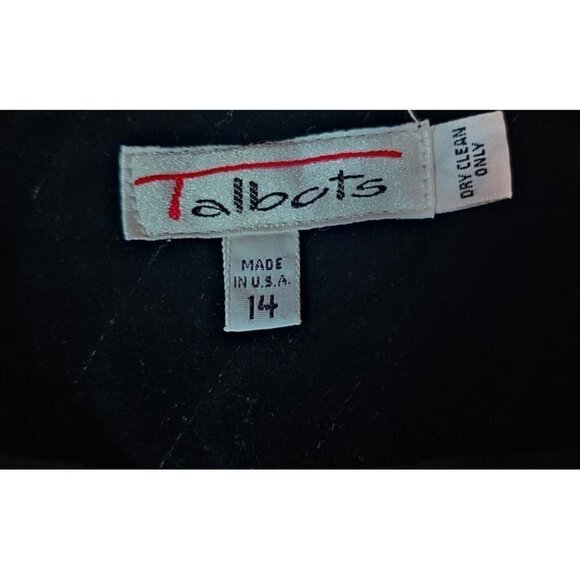 Talbots
DRY CLEAN
ONLY
MADE
IN U.S.A.
14